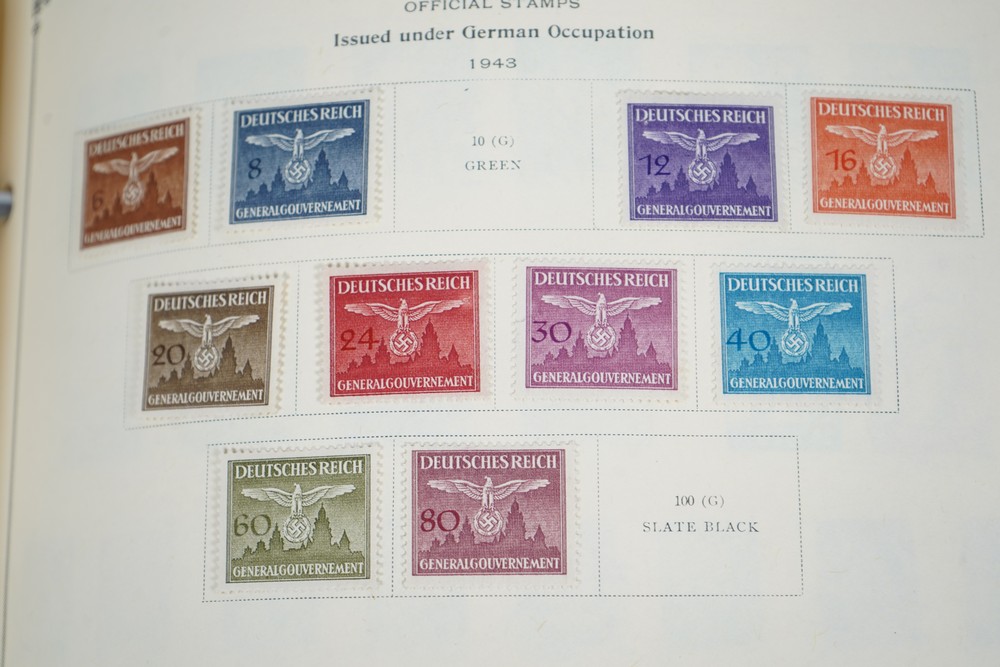 OFFICIAL STAMPS
Issued under German Occupation
1943
DEUTSCHES REICH
6
GENERALGOUVERNEMENT
DEUTSCHES REICH
8
GENERALGOUVERNEMENT
10 (G)
GREEN
DEUTSCHES REICH
12
GENERALGOUVERNEMENT
DEUTSCHES REICH
16
GENERALGOUVERNEMENT
DEUTSCHES REICH
20
GENERALGOUVERNEMENT
DEUTSCHES REICH
24
GENERALGOUVERNEMENT
DEUTSCHES REICH
30
GENERALGOUVERNEMENT
DEUTSCHES REICH
40
GENERALGOUVERNEMENT
DEUTSCHES REICH
60
GENERALGOUVERNEMENT
DEUTSCHES REICH
80
GENERALGOUVERNEMENT
100 (G)
SLATE BLACK